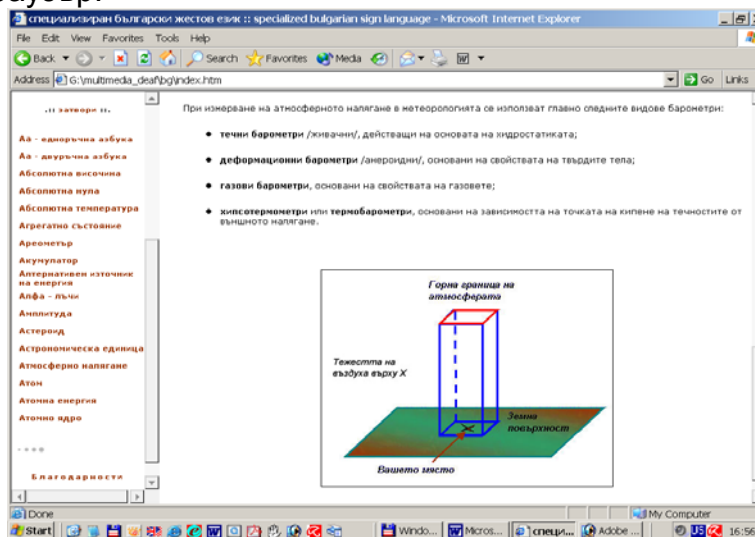 специализиран български жестов език :: specialized bulgarian sign language - Microsoft Internet Explorer
File Edit View Favorites Tools Help
Back Search Favorites Media
Address G:\multimedia_deaf\bg\index.htm Go Links
.:: затвори ::.
Аа - едноръчна азбука
Аа - двуръчна азбука
Абсолютна височина
Абсолютна нула
Абсолютна температура
Агрегатно състояние
Ареометър
Акумулатор
Алтернативен източник
на енергия
Алфа - лъчи
Амплитуда
Астероид
Астрономическа единица
Атмосферно налягане
Атом
Атомна енергия
Атомно ядро
Благодарности
При измерване на атмосферното налягане в метеорологията се използват главно следните видове барометри:
течни барометри /живачни/, действащи на основата на хидростатиката;
деформационни барометри /анероидни/, основани на свойствата на твърдите тела;
газови барометри, основани на свойствата на газовете;
хипсотермометри или термобарометри, основани на зависимостта на точката на кипене на течностите от
външното налягане.
Горна граница на
атмосферата
Тежестта на
въздуха върху X
Земна
повърхност
Вашето място
Done My Computer
Start Windo... Micros... специ... Adobe ... US 16:56